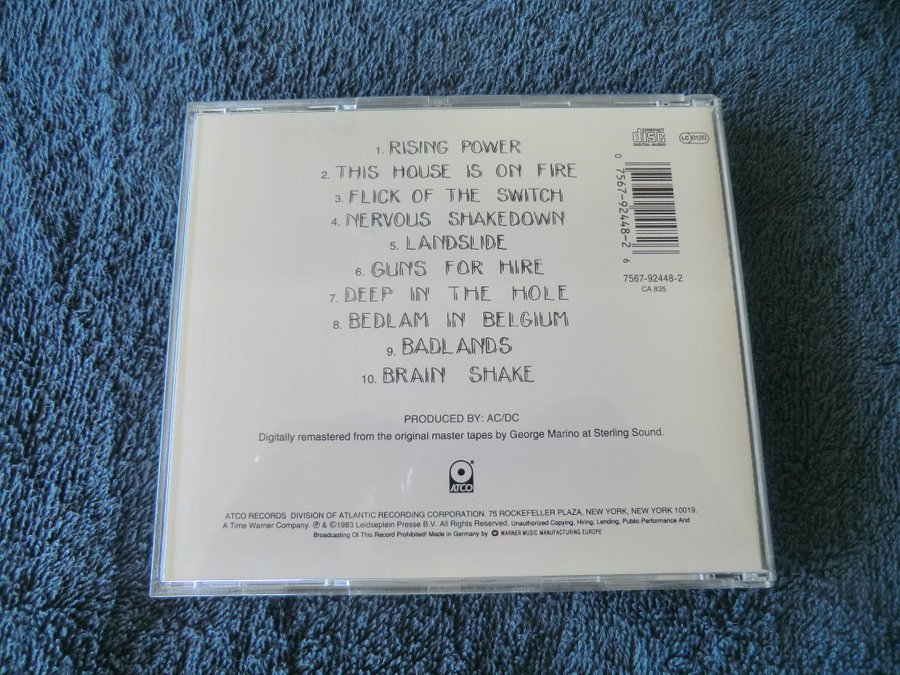 1. RISING POWER
2. THIS HOUSE IS ON FIRE
3. FLICK OF THE SWITCH
4. NERVOUS SHAKEDOWN
5. LANDSLIDE
6. GUNS FOR HIRE
7. DEEP IN THE HOLE
8. BEDLAM IN BELGIUM
9. BADLANDS
10. BRAIN SHAKE
COMPACT
disc
DIGITAL AUDIO
LC 0120
0 7567-92448-2 6
7567-92448-2
CA 835
PRODUCED BY: AC/DC
Digitally remastered from the original master tapes by George Marino at Sterling Sound.
ATCO
®
ATCO RECORDS DIVISION OF ATLANTIC RECORDING CORPORATION. 75 ROCKEFELLER PLAZA, NEW YORK, NEW YORK 10019.
A Time Warner Company. ℗ & ©1983 Leidseplein Presse B.V. All Rights Reserved. Unauthorized Copying, Hiring, Lending, Public Performance And
Broadcasting Of This Record Prohibited! Made in Germany by WARNER MUSIC MANUFACTURING EUROPE